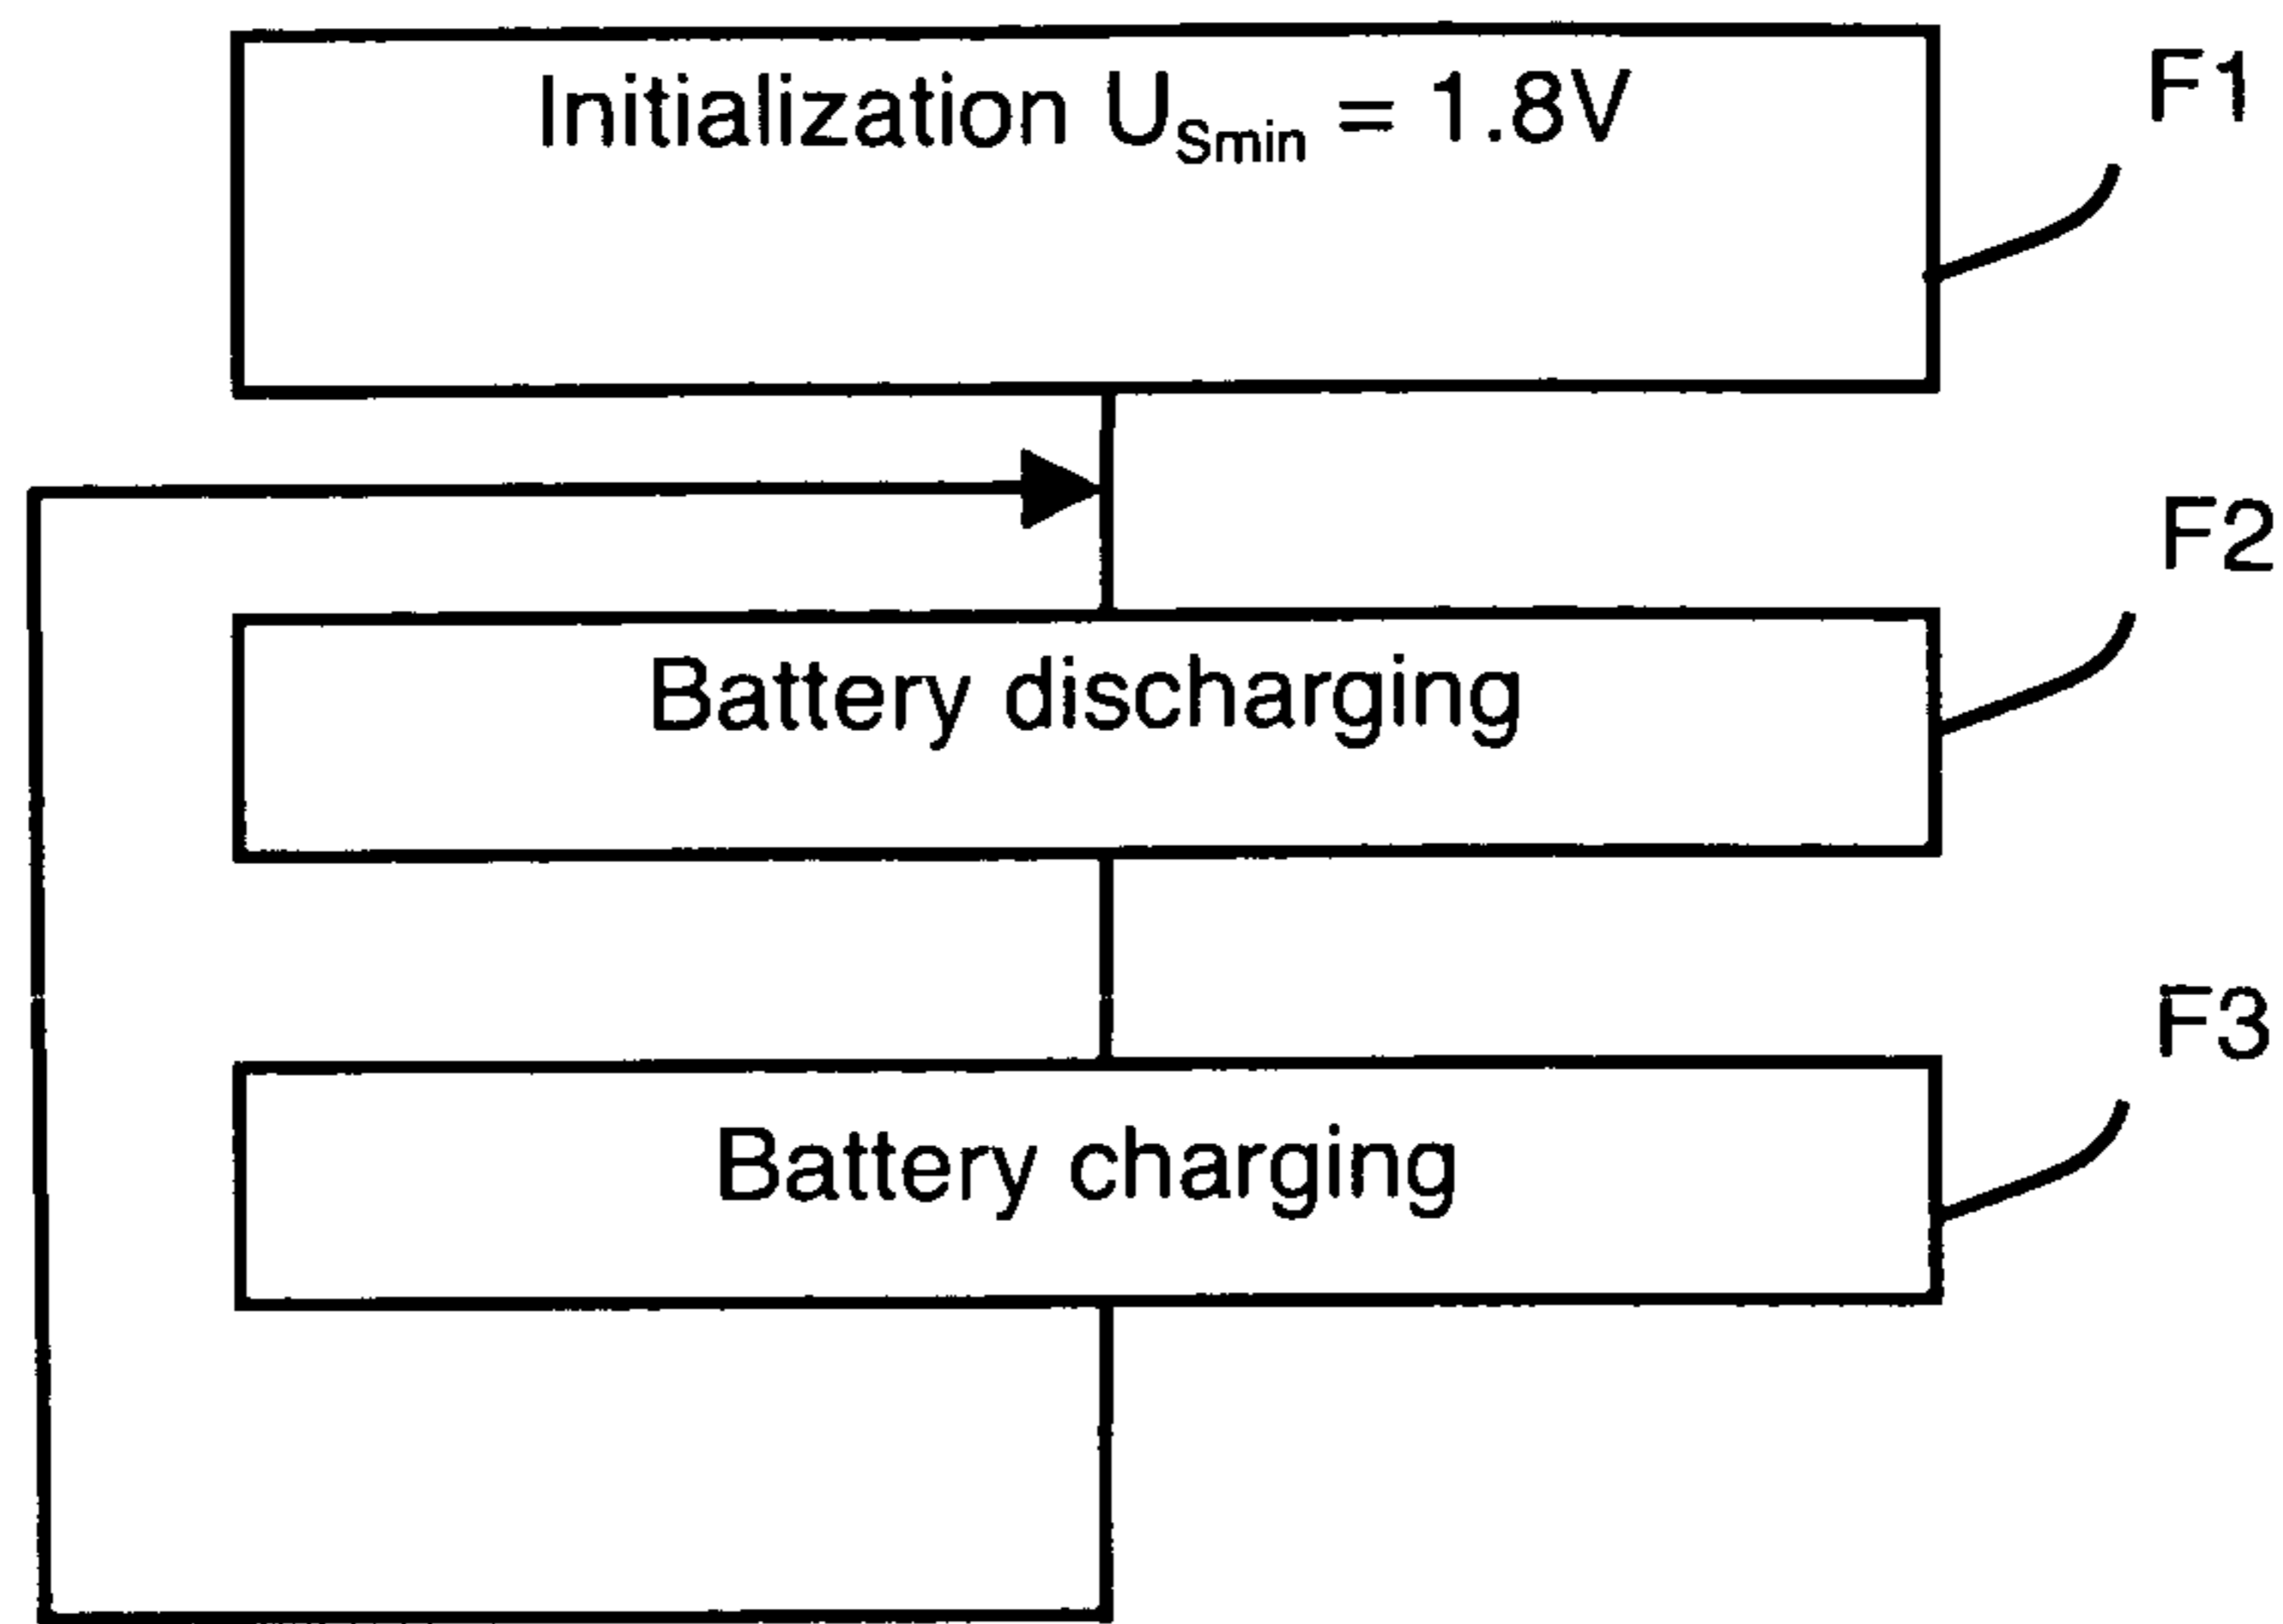 Initialization U_Smin = 1.8V
F1
F2
Battery discharging
F3
Battery charging